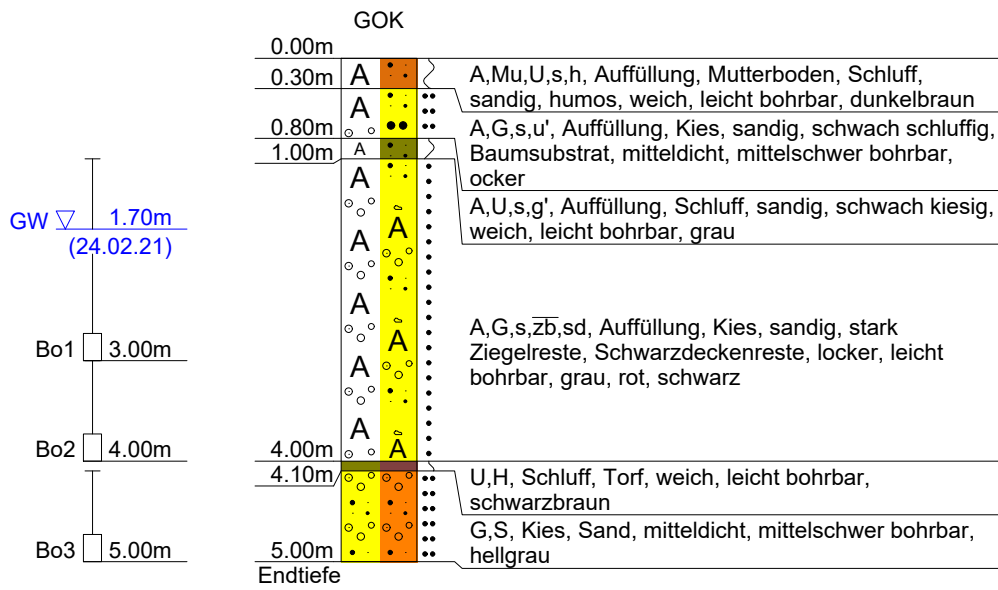 GOK
0.00m
0.30m
0.80m
1.00m
4.00m
4.10m
5.00m
Endtiefe
GW 1.70m
(24.02.21)
Bo1 3.00m
Bo2 4.00m
Bo3 5.00m
A
A
A
A
A
A
A
A
A
A
A
A,Mu,U,s,h, Auffüllung, Mutterboden, Schluff,
sandig, humos, weich, leicht bohrbar, dunkelbraun
A,G,s,u', Auffüllung, Kies, sandig, schwach schluffig,
Baumsubstrat, mitteldicht, mittelschwer bohrbar,
ocker
A,U,s,g', Auffüllung, Schluff, sandig, schwach kiesig,
weich, leicht bohrbar, grau
A,G,s,z̅b̅,sd, Auffüllung, Kies, sandig, stark
Ziegelreste, Schwarzdeckenreste, locker, leicht
bohrbar, grau, rot, schwarz
U,H, Schluff, Torf, weich, leicht bohrbar,
schwarzbraun
G,S, Kies, Sand, mitteldicht, mittelschwer bohrbar,
hellgrau